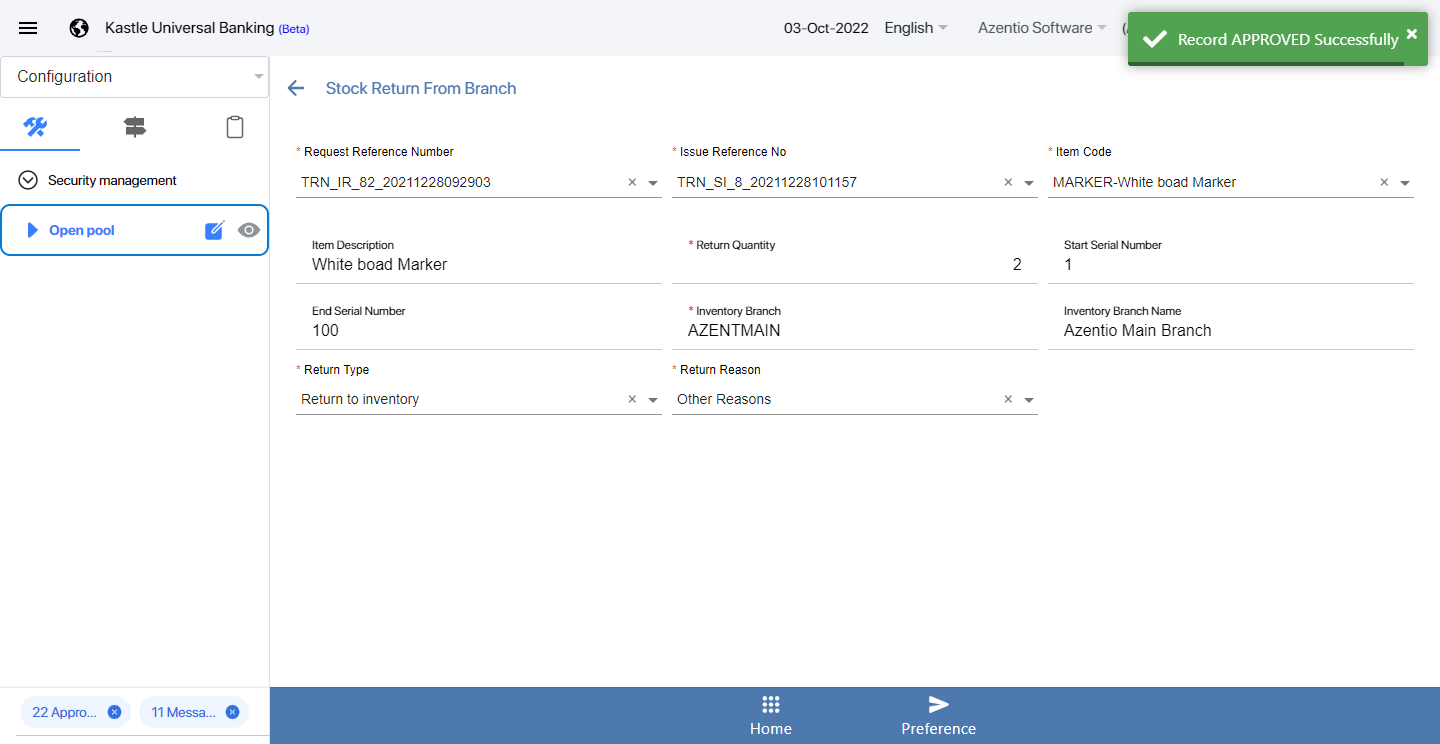 Kastle Universal Banking (Beta)
03-Oct-2022
English
Azentio Software
Record APPROVED Successfully
Configuration
Stock Return From Branch
Security management
Open pool
* Request Reference Number
TRN_IR_82_20211228092903
* Issue Reference No
TRN_SI_8_20211228101157
* Item Code
MARKER-White boad Marker
Item Description
White boad Marker
* Return Quantity
2
Start Serial Number
1
End Serial Number
100
* Inventory Branch
AZENTMAIN
Inventory Branch Name
Azentio Main Branch
* Return Type
Return to inventory
* Return Reason
Other Reasons
22 Appro...
11 Messa...
Home
Preference